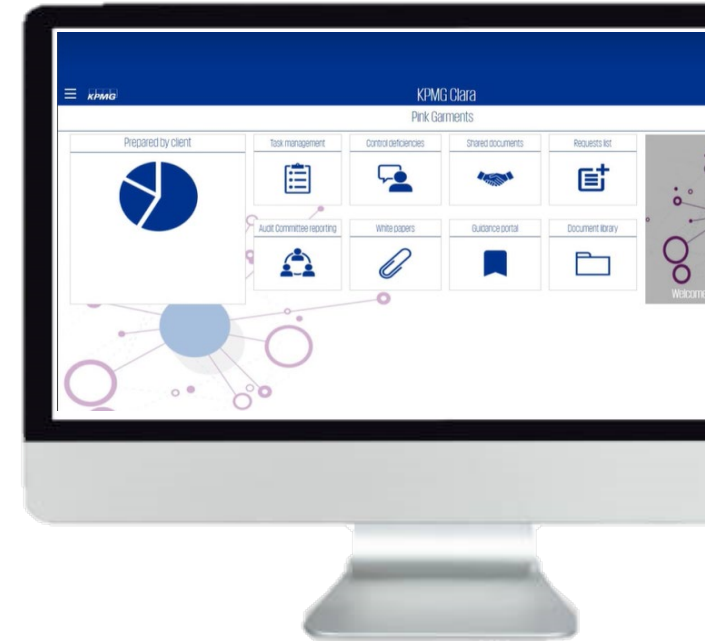 KPMG
KPMG Clara
Pink Garments
Prepared by client
Task management
Control deficiencies
Shared documents
Requests list
Audit Committee reporting
White papers
Guidance portal
Document library
Welcome